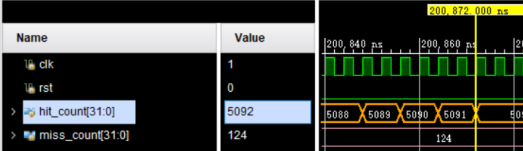 200,872.000 ns
Name Value
200,840 ns 200,860 ns
clk 1
rst 0
hit_count[31:0] 5092 5088 5089 5090 5091
miss_count[31:0] 124 124